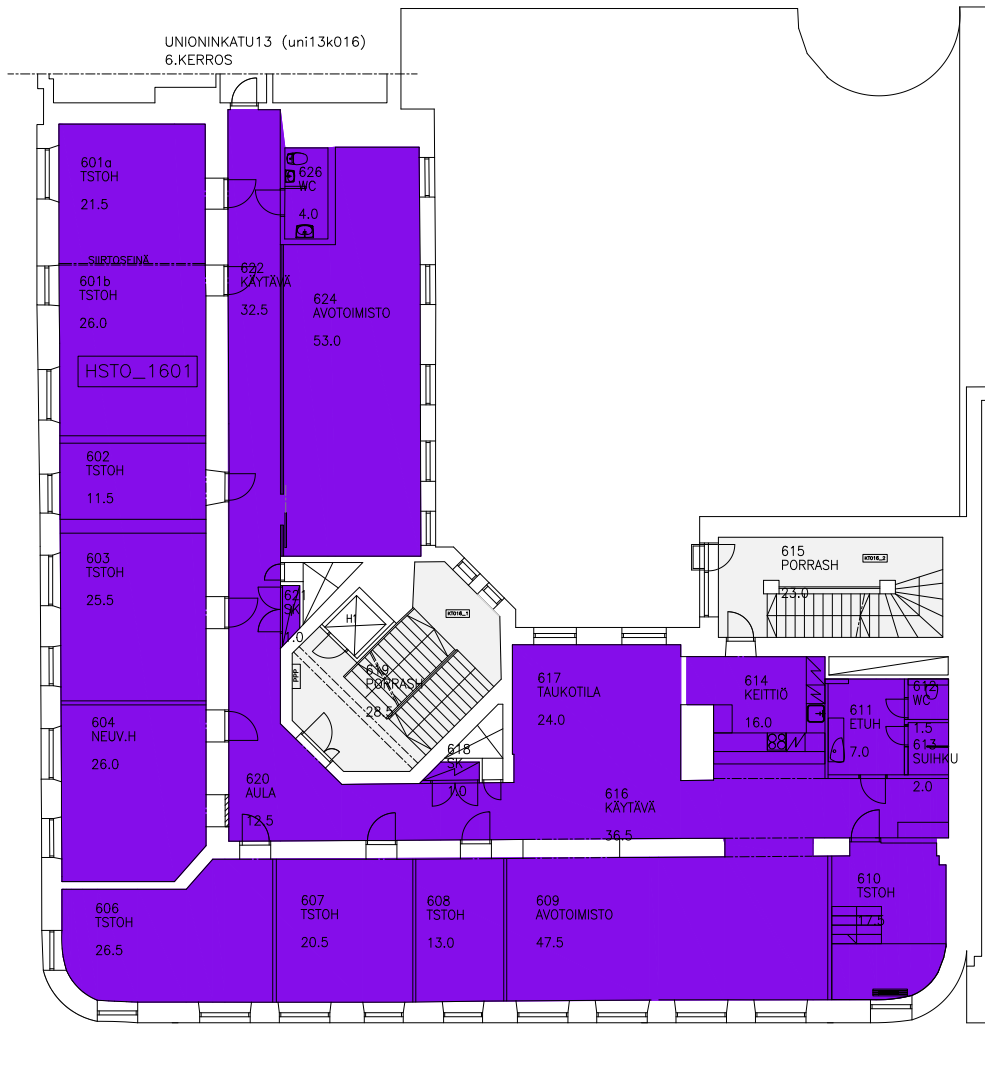 UNIONINKATU13 (uni13k016)
6.KERROS
601a
TSTOH
21.5
SIIRTOSEINÄ
601b
TSTOH
26.0
HSTO_1601
602
TSTOH
11.5
603
TSTOH
25.5
604
NEUV.H
26.0
606
TSTOH
26.5
622
KÄYTÄVÄ
32.5
626
WC
4.0
624
AVOTOIMISTO
53.0
621
SK
1.0
H1
KT016_1
PPP
619
PORRASH
28.5
618
SK
1.0
620
AULA
12.5
617
TAUKOTILA
24.0
616
KÄYTÄVÄ
36.5
615
PORRASH
23.0
KT016_2
614
KEITTIÖ
16.0
611
ETUH
7.0
612
WC
1.5
613
SUIHKU
2.0
607
TSTOH
20.5
608
TSTOH
13.0
609
AVOTOIMISTO
47.5
610
TSTOH
17.5